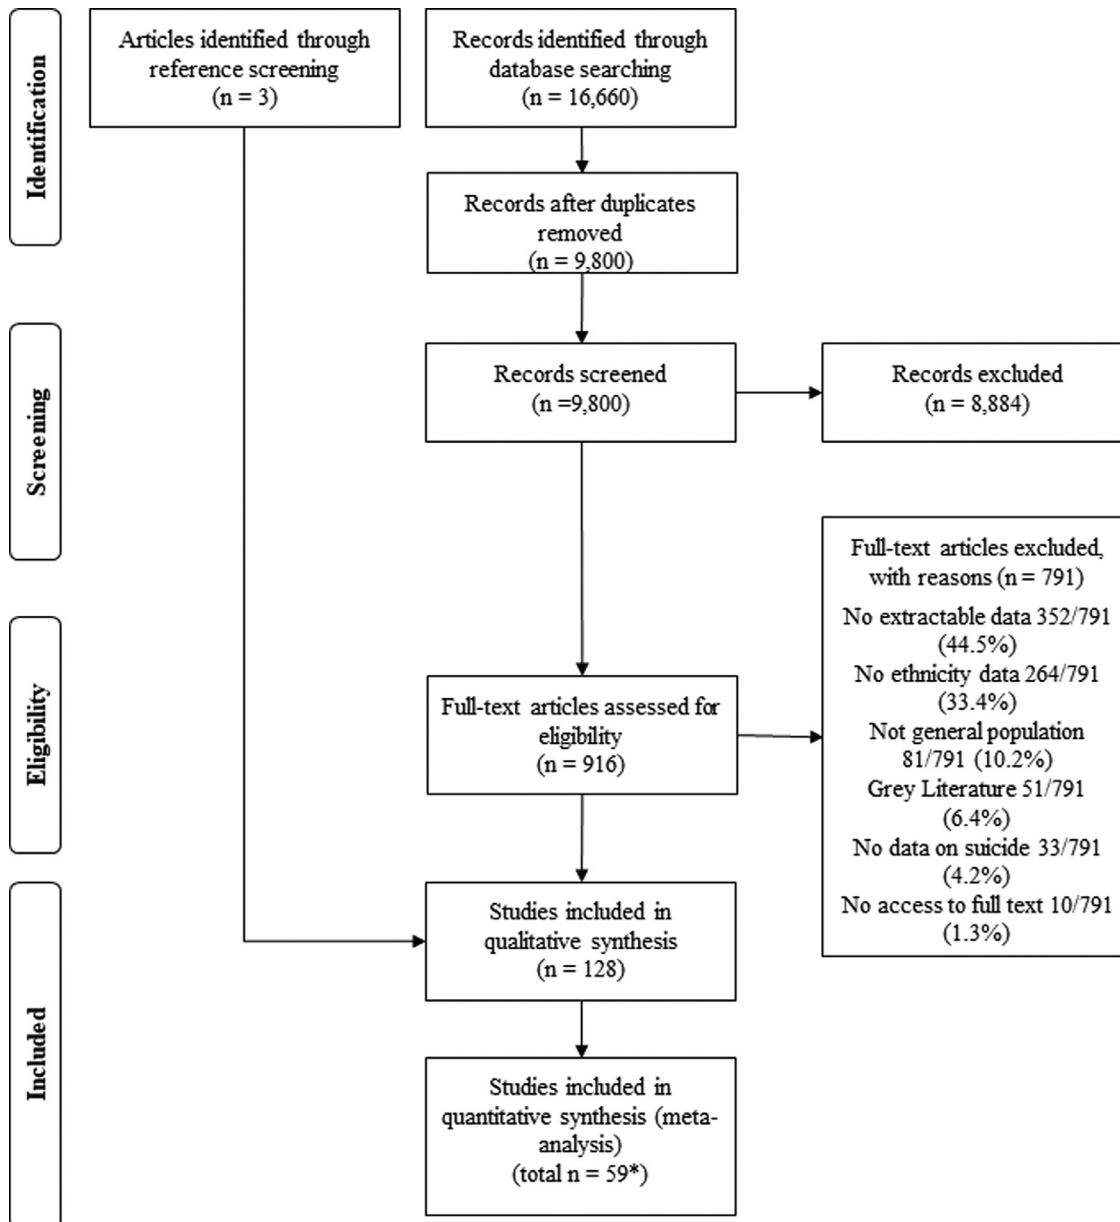 Identification
Articles identified through
reference screening
(n = 3)
Records identified through
database searching
(n = 16,660)
Records after duplicates
removed
(n = 9,800)
Screening
Records screened
(n =9,800)
Records excluded
(n = 8,884)
Eligibility
Full-text articles assessed for
eligibility
(n = 916)
Full-text articles excluded,
with reasons (n = 791)
No extractable data 352/791
(44.5%)
No ethnicity data 264/791
(33.4%)
Not general population
81/791 (10.2%)
Grey Literature 51/791
(6.4%)
No data on suicide 33/791
(4.2%)
No access to full text 10/791
(1.3%)
Included
Studies included in
qualitative synthesis
(n = 128)
Studies included in
quantitative synthesis (meta-
analysis)
(total n = 59*)